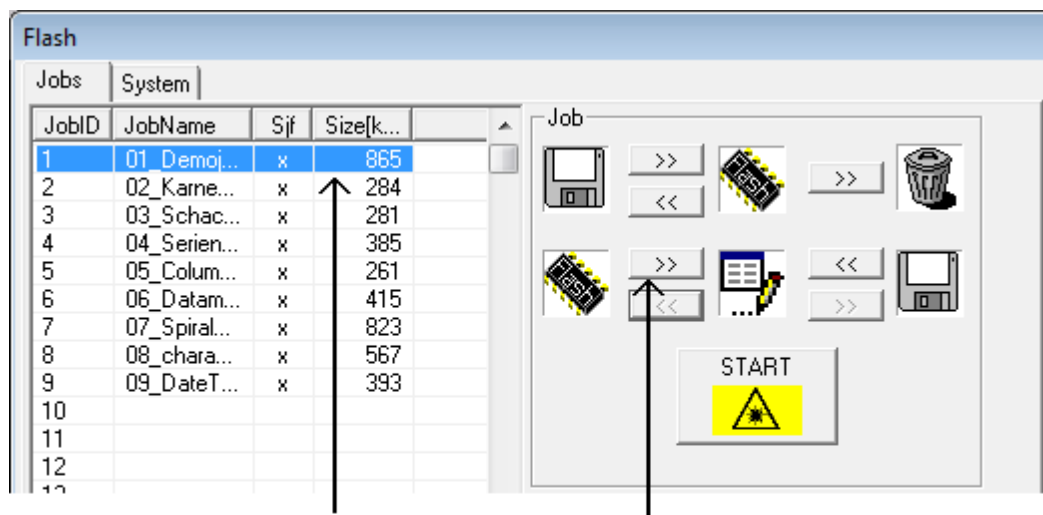 Flash
Jobs System
JobID JobName Sjf Size[k...
1 01_Demoj... x 865
2 02_Karne... x 284
3 03_Schac... x 281
4 04_Serien... x 385
5 05_Colum... x 261
6 06_Datam... x 415
7 07_Spiral... x 823
8 08_chara... x 567
9 09_DateT... x 393
10
11
12
Job
>> Flash >>
<<
Flash >> <<
<< >>
START